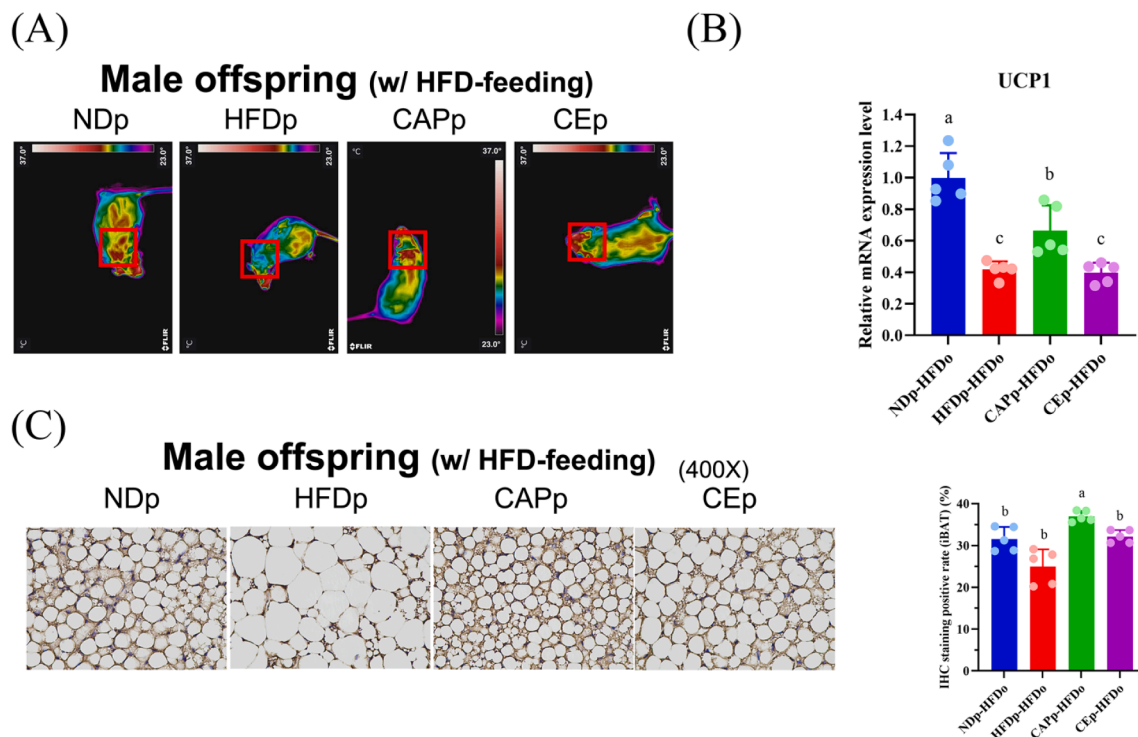 (A)
Male offspring (w/ HFD-feeding)
NDp HFDp CAPp CEp
37.0° 23.0° 37.0° 23.0° °C 37.0° 37.0° 23.0°
°C FLIR °C FLIR FLIR 23.0° °C FLIR
(B)
UCP1
Relative mRNA expression level
1.4
1.2
1.0
0.8
0.6
0.4
0.2
0.0
a
b
c
c
NDp-HFDo
HFDp-HFDo
CAPp-HFDo
CEp-HFDo
(C)
Male offspring (w/ HFD-feeding) (400X)
NDp HFDp CAPp CEp
IHC staining positive rate (iBAT) (%)
40
30
20
10
0
b
b
a
b
NDp-HFDo
HFDp-HFDo
CAPp-HFDo
CEp-HFDo